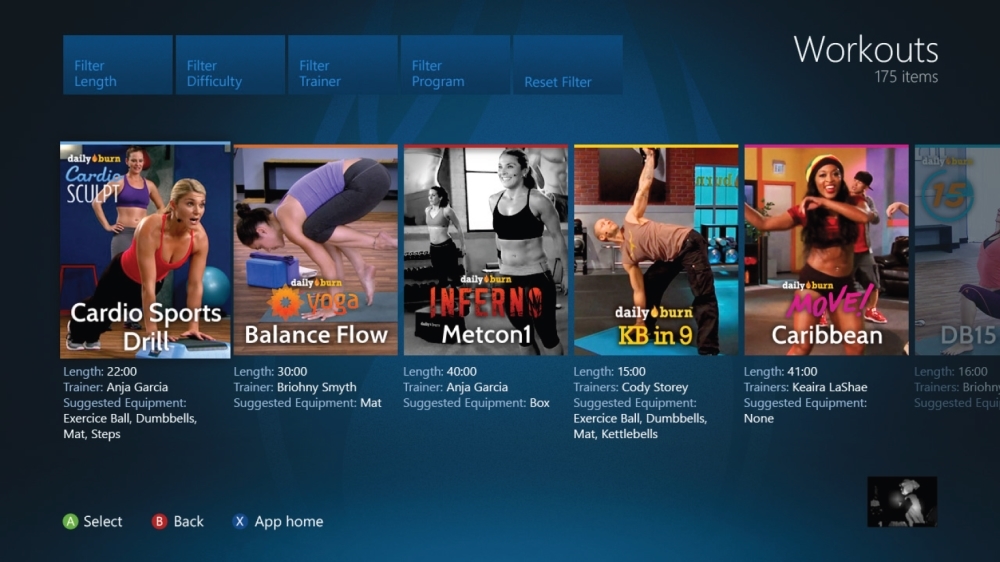 Filter
Length
Filter
Difficulty
Filter
Trainer
Filter
Program
Reset Filter
Workouts
175 items
daily burn
Cardio
SCULPT
Cardio Sports
Drill
Length: 22:00
Trainer: Anja Garcia
Suggested Equipment:
Exercice Ball, Dumbbells,
Mat, Steps
daily burn
yoga
Balance Flow
Length: 30:00
Trainer: Briohny Smyth
Suggested Equipment: Mat
daily burn
INFERNO
Metcon1
Length: 40:00
Trainer: Anja Garcia
Suggested Equipment: Box
daily burn
KB in 9
Length: 15:00
Trainers: Cody Storey
Suggested Equipment:
Exercice Ball, Dumbbells,
Mat, Kettlebells
daily burn
MOVE!
Caribbean
Length: 41:00
Trainers: Keaira LaShae
Suggested Equipment:
None
daily burn
15
DB15
Length: 16:00
Trainers: Briohny
Suggested Equi
A Select
B Back
X App home